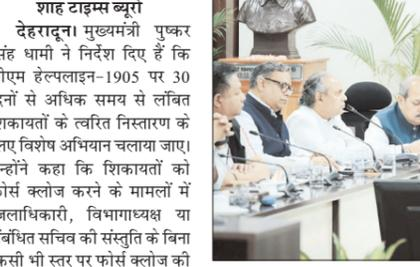 शाह टाइम्स ब्यूरो
देहरादून। मुख्यमंत्री पुष्कर
सिंह धामी ने निर्देश दिए हैं कि
सीएम हेल्पलाइन-1905 पर 30
दिनों से अधिक समय से लंबित
शिकायतों के त्वरित निस्तारण के
लिए विशेष अभियान चलाया जाए।
उन्होंने कहा कि शिकायतों को
फोर्स क्लोज करने के मामलों में
जिलाधिकारी, विभागाध्यक्ष या
संबंधित सचिव की संस्तुति के बिना
किसी भी स्तर पर फोर्स क्लोज की